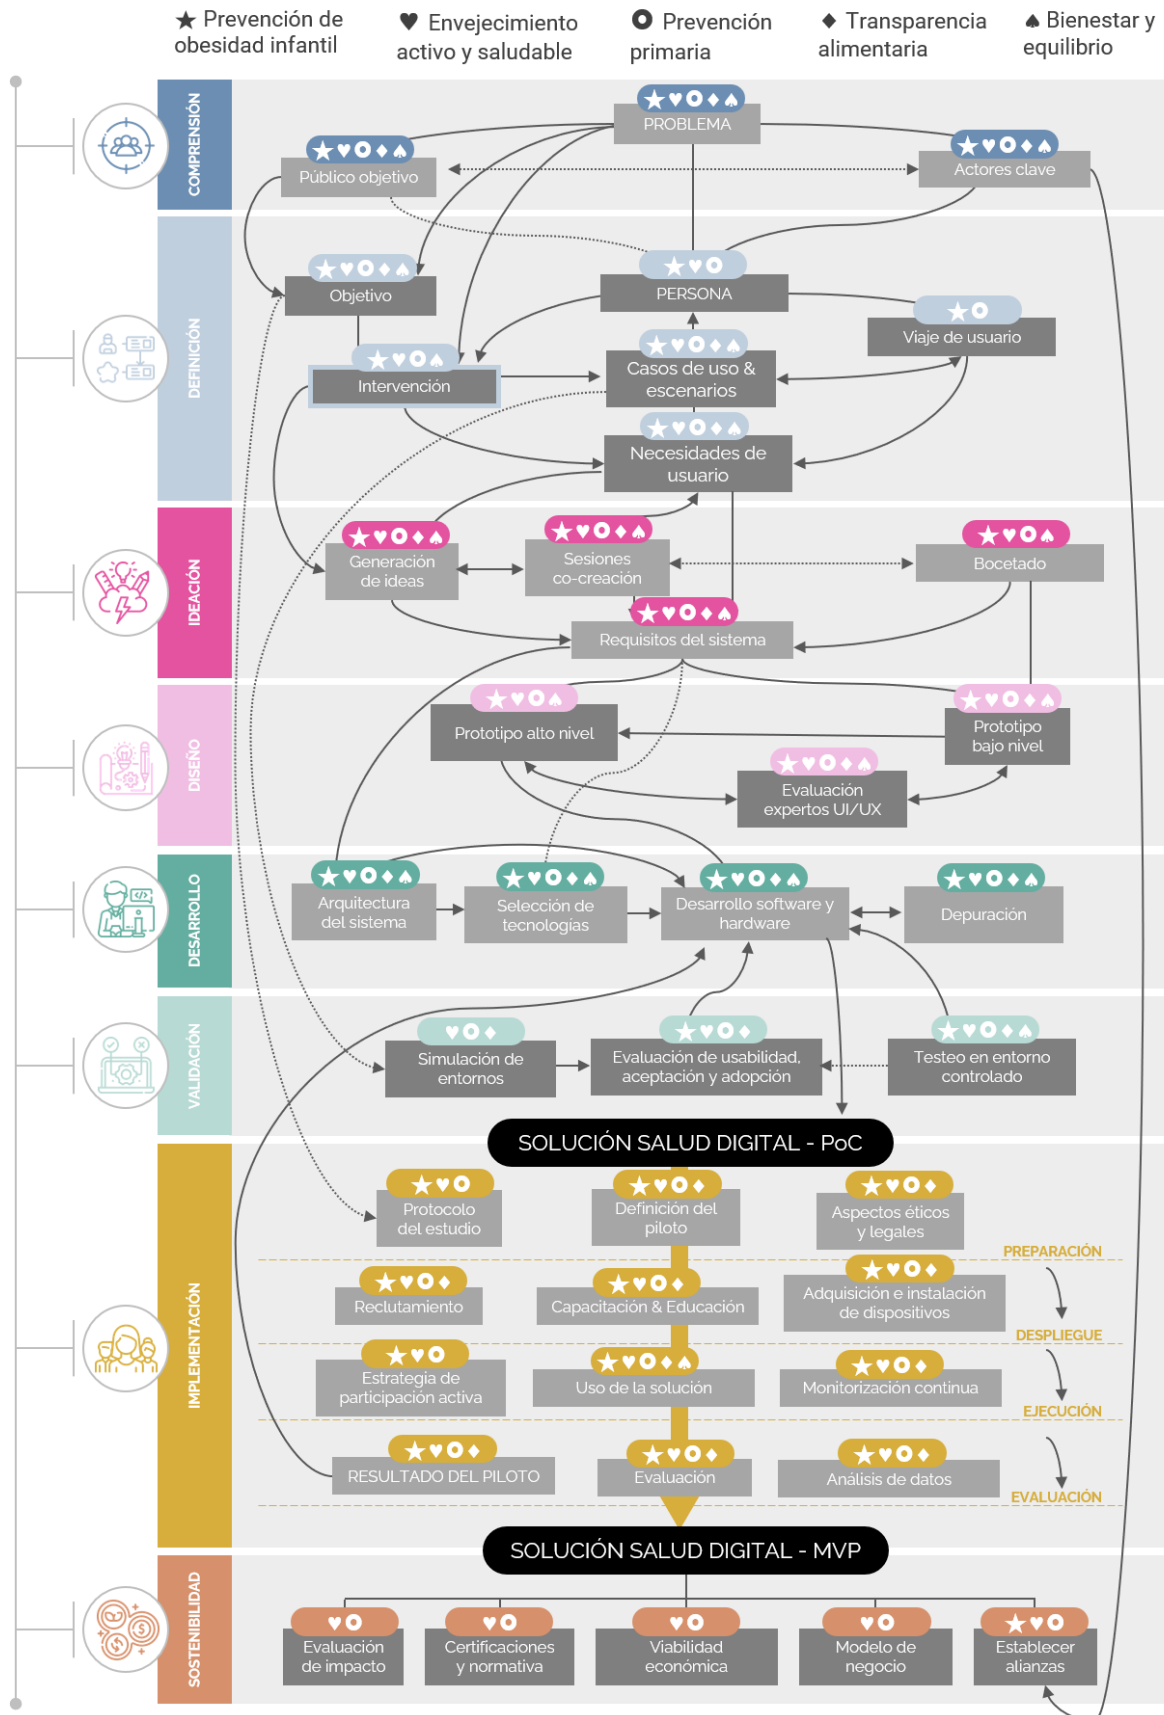 Prevención de
obesidad infantil
Envejecimiento
activo y saludable
Prevención
primaria
Transparencia
alimentaria
Bienestar y
equilibrio
COMPRENSIÓN
PROBLEMA
Público objetivo
Actores clave
DEFINICIÓN
Objetivo
PERSONA
Viaje de usuario
Intervención
Casos de uso &
escenarios
Necesidades de
usuario
IDEACIÓN
Generación
de ideas
Sesiones
co-creación
Bocetado
Requisitos del sistema
DISEÑO
Prototipo alto nivel
Prototipo
bajo nivel
Evaluación
expertos UI/UX
DESARROLLO
Arquitectura
del sistema
Selección de
tecnologías
Desarrollo software y
hardware
Depuración
VALIDACIÓN
Simulación de
entornos
Evaluación de usabilidad,
aceptación y adopción
Testeo en entorno
controlado
SOLUCIÓN SALUD DIGITAL - PoC
IMPLEMENTACIÓN
Protocolo
del estudio
Definición del
piloto
Aspectos éticos
y legales
PREPARACIÓN
Reclutamiento
Capacitación & Educación
Adquisición e instalación
de dispositivos
DESPLIEGUE
Estrategia de
participación activa
Uso de la solución
Monitorización continua
EJECUCIÓN
RESULTADO DEL PILOTO
Evaluación
Análisis de datos
EVALUACIÓN
SOLUCIÓN SALUD DIGITAL - MVP
SOSTENIBILIDAD
Evaluación
de impacto
Certificaciones
y normativa
Viabilidad
económica
Modelo de
negocio
Establecer
alianzas